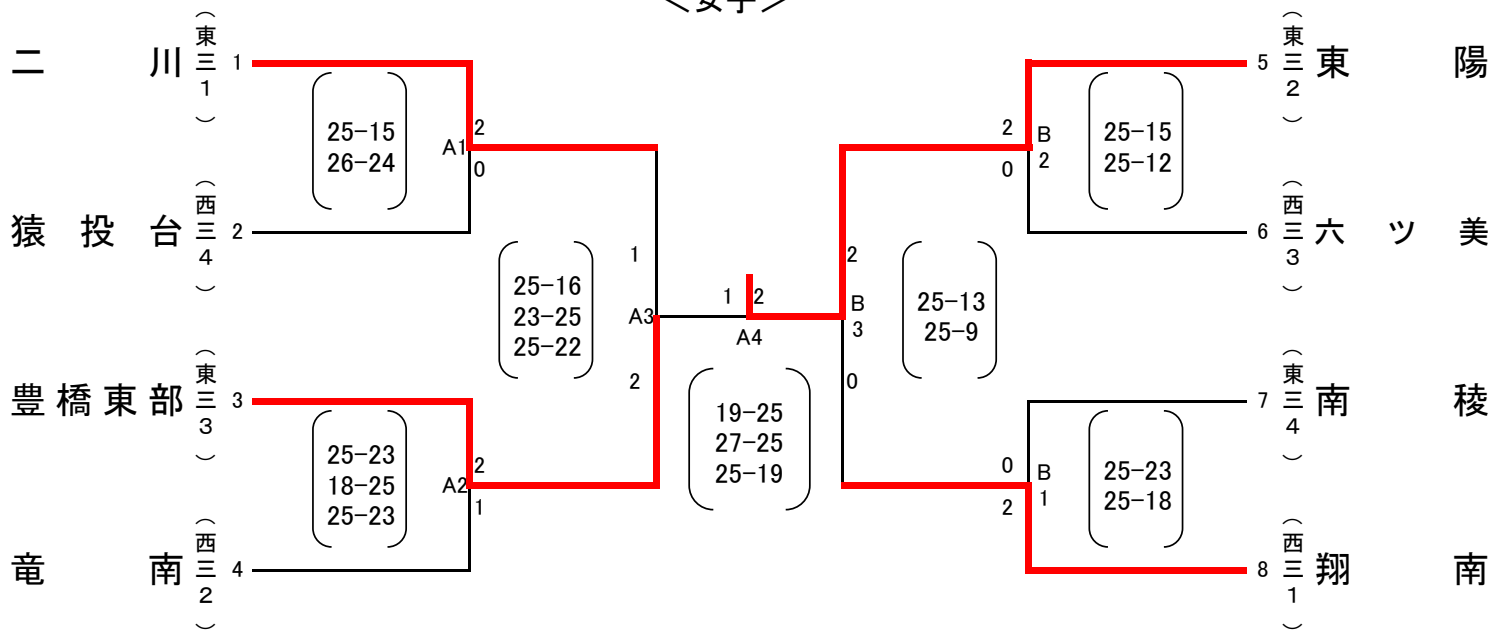 ＜女子＞
二川（東三1） 1
25-15
26-24
A1
2
0
猿投台（西三4） 2
25-16
23-25
25-22
1
A3
2
豊橋東部（東三3） 3
25-23
18-25
25-23
A2
2
1
竜南（西三2） 4
1 2
A4
19-25
27-25
25-19
5 （東三2）東陽
2
0
B2
25-15
25-12
6 （西三3）六ツ美
2
B3
0
25-13
25-9
7 （東三4）南稜
0
2
B1
25-23
25-18
8 （西三1）翔南